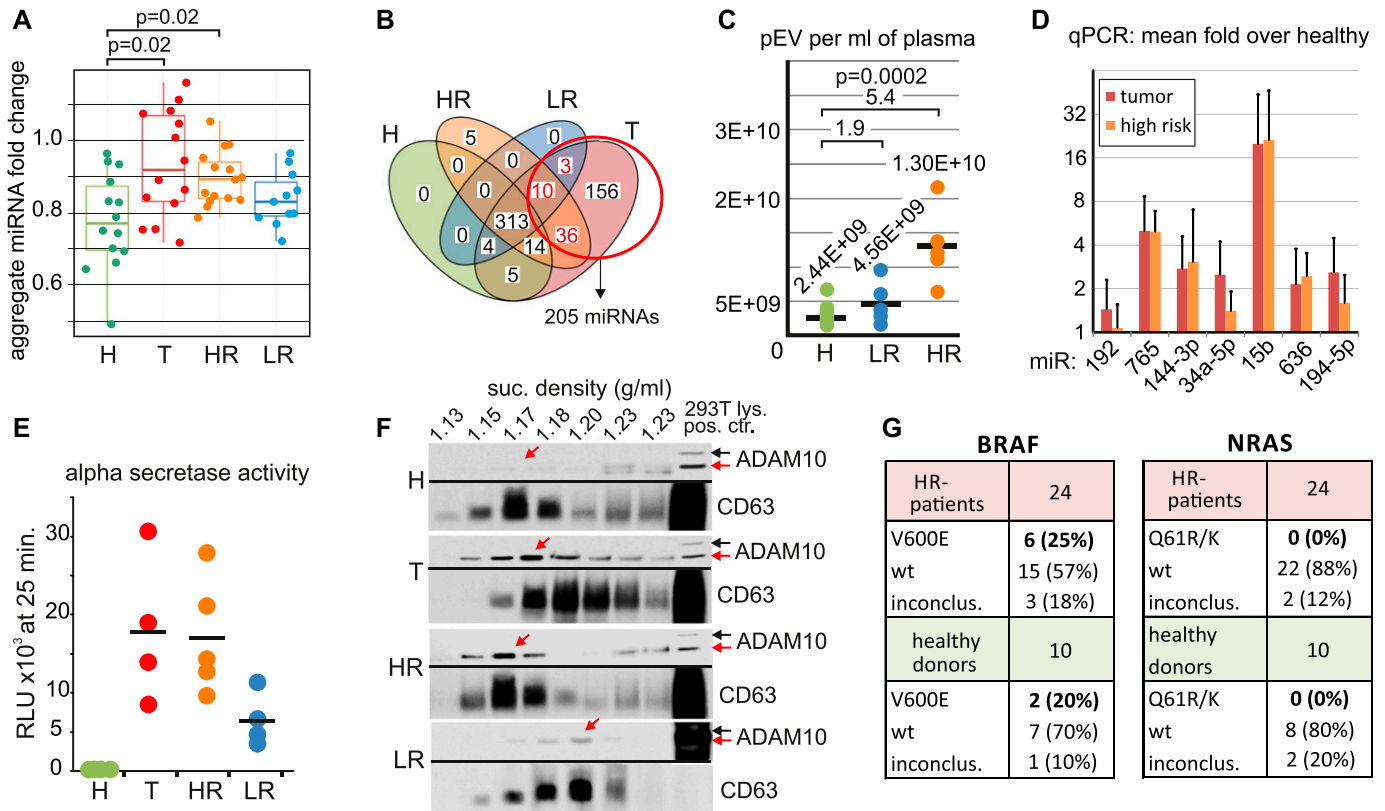 A
p=0.02
p=0.02
aggregate miRNA fold change
1.0
0.8
0.6
H T HR LR
B
HR LR
H T
5 0
0 0 3
0 0 10 156
313
0 4 14 36
5
205 miRNAs
C
pEV per ml of plasma
p=0.0002
5.4
3E+10
1.9
1.30E+10
2E+10
2.44E+09
4.56E+09
5E+09
0
H LR HR
D
qPCR: mean fold over healthy
tumor
high risk
32
16
8
4
2
1
miR: 192 765 144-3p 34a-5p 15b 636 194-5p
E
alpha secretase activity
RLU x10³ at 25 min.
30
20
10
5
0
H T HR LR
F
suc. density (g/ml)
1.13 1.15 1.17 1.18 1.20 1.23 1.23
293T lys.
pos. ctr.
H
ADAM10
CD63
T
ADAM10
CD63
HR
ADAM10
CD63
LR
ADAM10
CD63
G
BRAF
HR-
patients
24
V600E 6 (25%)
wt 15 (57%)
inconclus. 3 (18%)
healthy
donors
10
V600E 2 (20%)
wt 7 (70%)
inconclus. 1 (10%)
NRAS
HR-
patients
24
Q61R/K 0 (0%)
wt 22 (88%)
inconclus. 2 (12%)
healthy
donors
10
Q61R/K 0 (0%)
wt 8 (80%)
inconclus. 2 (20%)